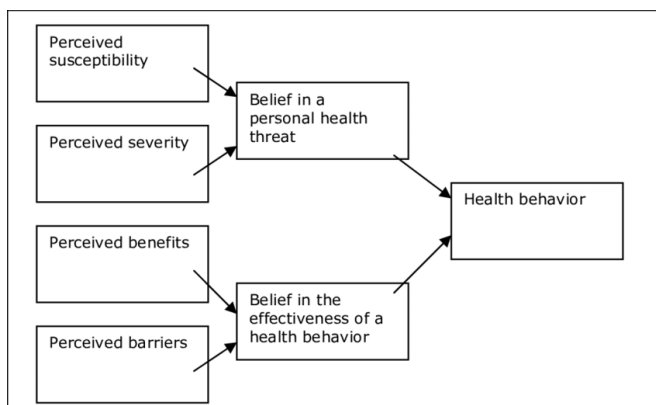 Perceived
susceptibility
Belief in a
personal health
threat
Perceived severity
Health behavior
Perceived benefits
Belief in the
effectiveness of a
health behavior
Perceived barriers